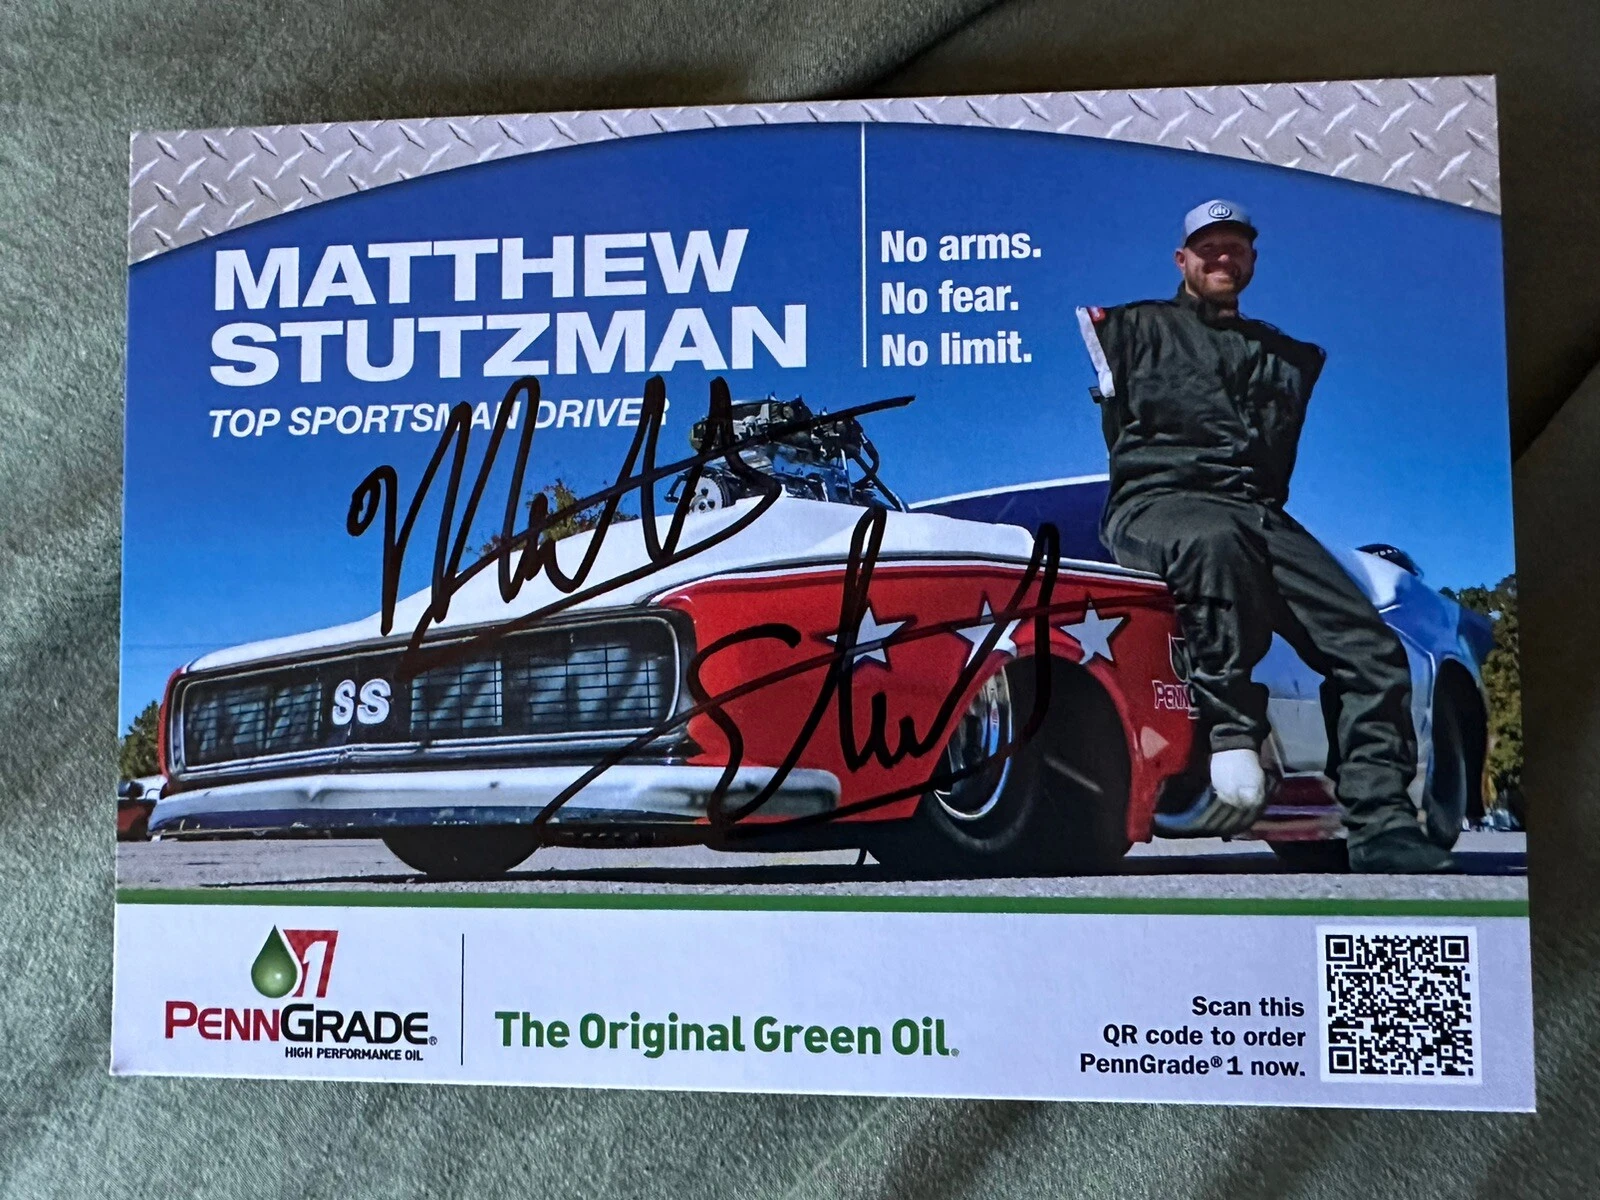 MATTHEW
STUTZMAN
TOP SPORTSMAN DRIVER
No arms.
No fear.
No limit.
SS
1
PENNGRADE®
HIGH PERFORMANCE OIL
The Original Green Oil.
Scan this
QR code to order
PennGrade® 1 now.